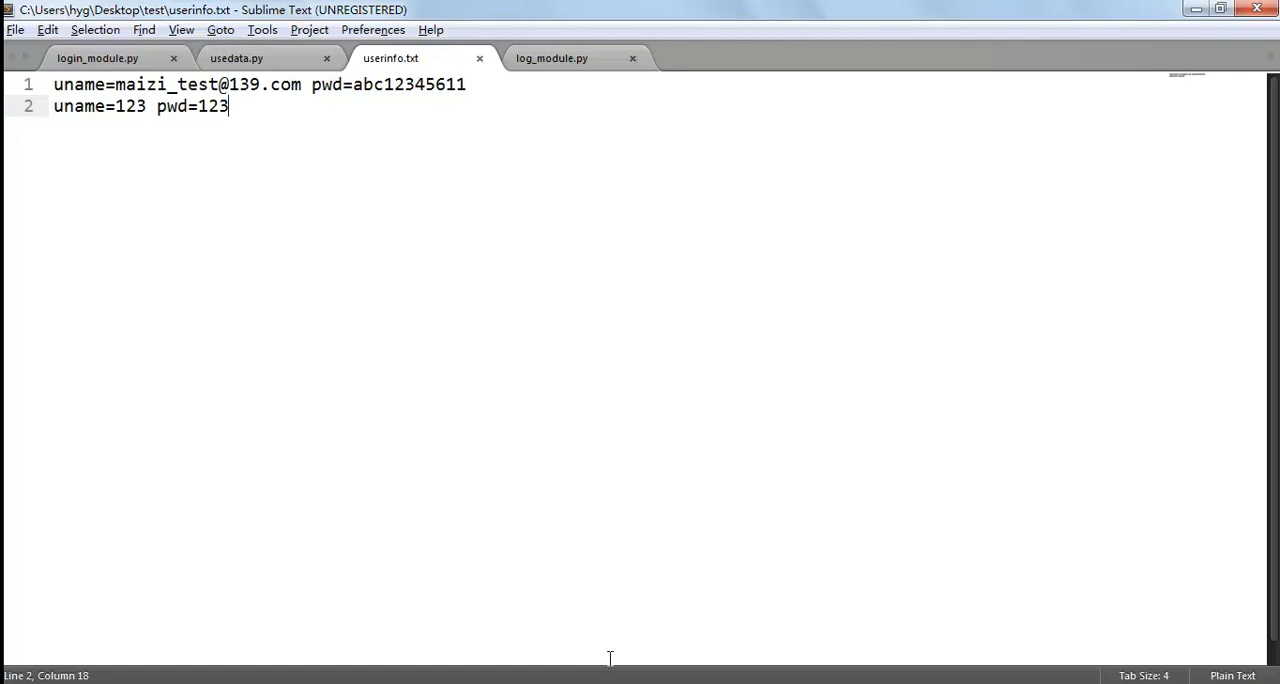 C:\Users\hyg\Desktop\test\userinfo.txt - Sublime Text (UNREGISTERED)
File Edit Selection Find View Goto Tools Project Preferences Help
login_module.py × usedata.py × userinfo.txt × log_module.py ×
1 uname=maizi_test@139.com pwd=abc12345611
2 uname=123 pwd=123
Line 2, Column 18 Tab Size: 4 Plain Text